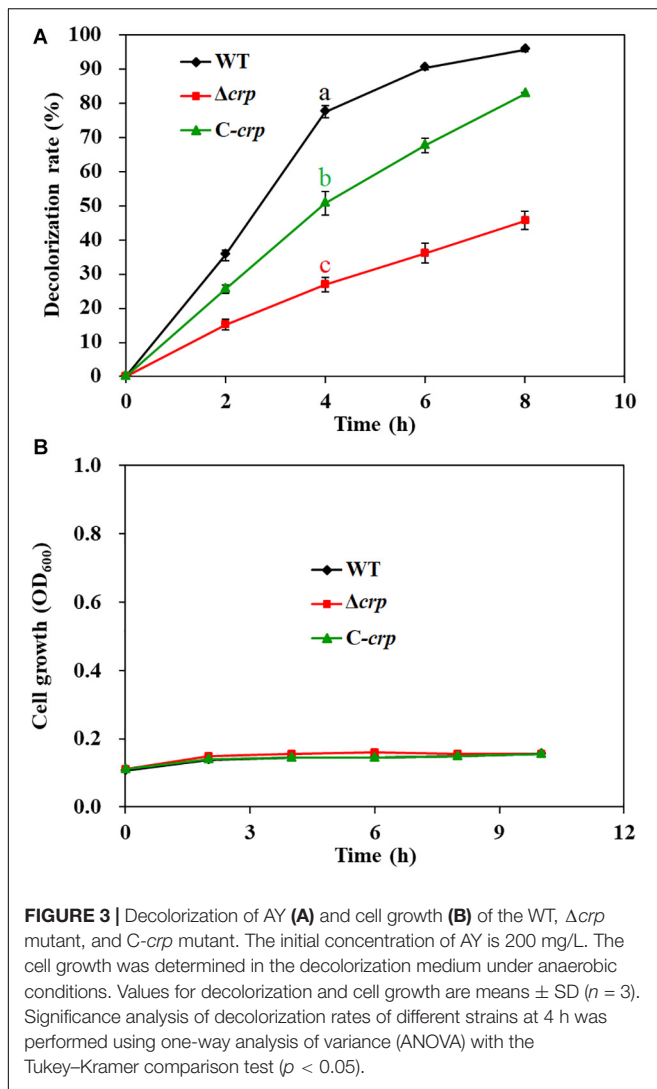 A
100
90
80
70
60
50
40
30
20
10
0
Decolorization rate (%)
WT
Δcrp
C-crp
a
b
c
0 2 4 6 8 10
Time (h)
B
1.0
0.8
0.6
0.4
0.2
0.0
Cell growth (OD600)
WT
Δcrp
C-crp
0 3 6 9 12
Time (h)
FIGURE 3 | Decolorization of AY (A) and cell growth (B) of the WT, Δcrp
mutant, and C-crp mutant. The initial concentration of AY is 200 mg/L. The
cell growth was determined in the decolorization medium under anaerobic
conditions. Values for decolorization and cell growth are means ± SD (n = 3).
Significance analysis of decolorization rates of different strains at 4 h was
performed using one-way analysis of variance (ANOVA) with the
Tukey–Kramer comparison test (p < 0.05).